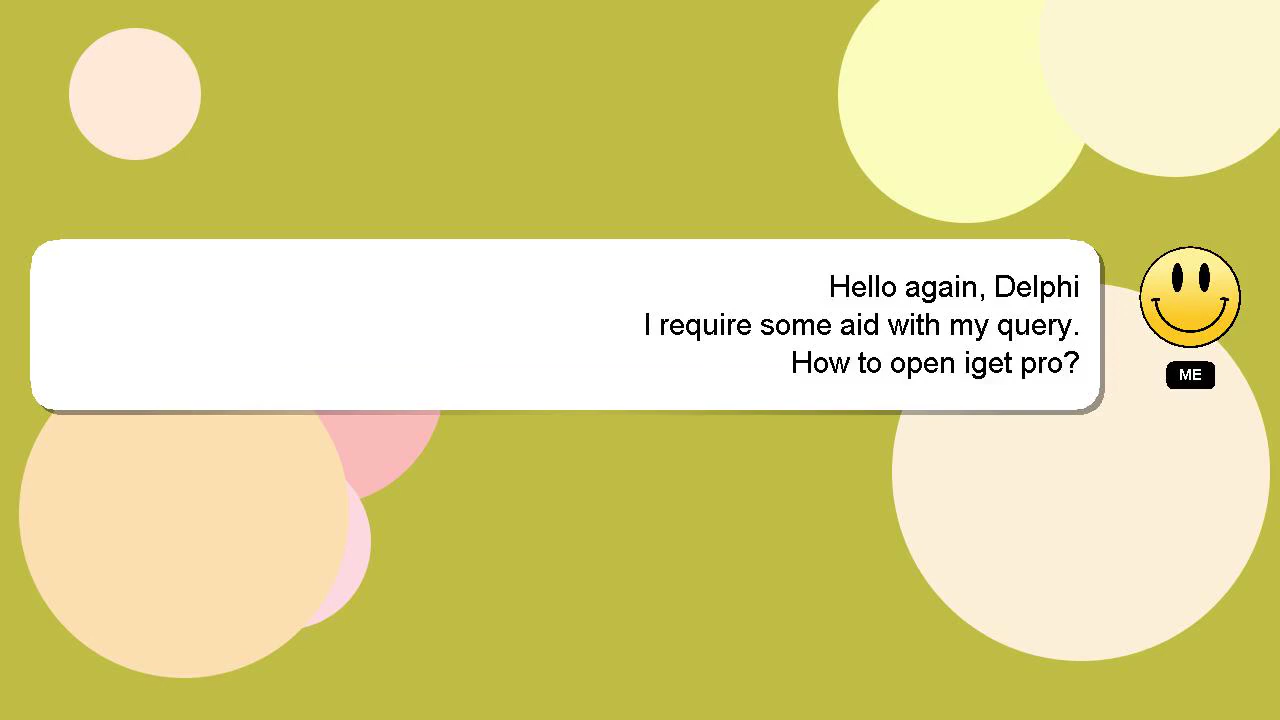 Hello again, Delphi
I require some aid with my query.
How to open iget pro?
ME